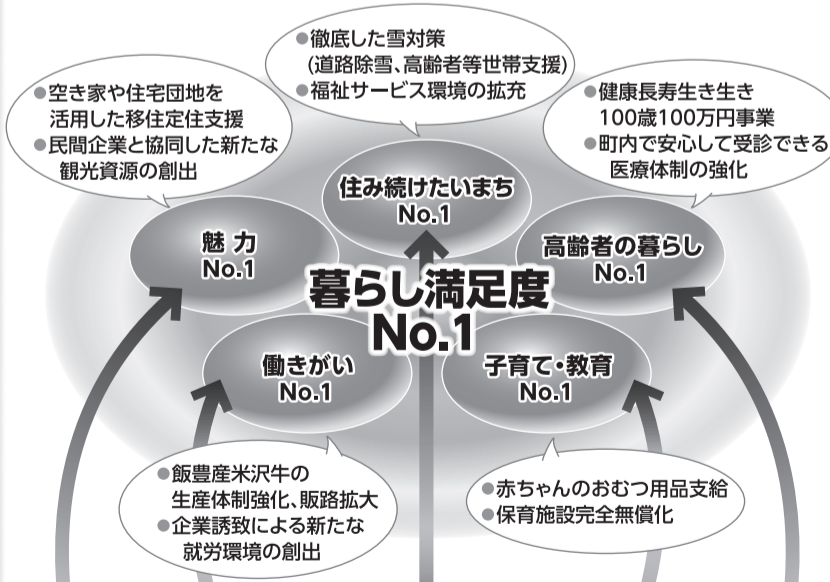 ●徹底した雪対策
(道路除雪、高齢者等世帯支援)
●福祉サービス環境の拡充
●空き家や住宅団地を
活用した移住定住支援
●民間企業と協同した新たな
観光資源の創出
●健康長寿生き生き
100歳100万円事業
●町内で安心して受診できる
医療体制の強化
住み続けたいまち
No.1
魅力
No.1
高齢者の暮らし
No.1
暮らし満足度
No.1
働きがい
No.1
子育て・教育
No.1
●飯豊産米沢牛の
生産体制強化、販路拡大
●企業誘致による新たな
就労環境の創出
●赤ちゃんのおむつ用品支給
●保育施設完全無償化